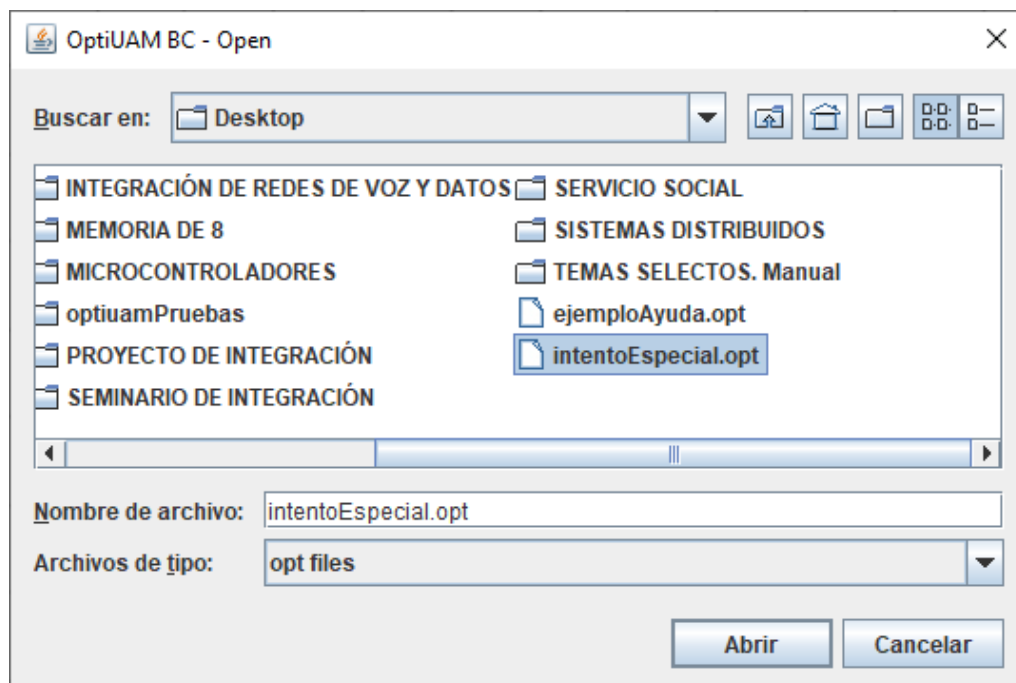 OptiUAM BC - Open
Buscar en:
Desktop
INTEGRACIÓN DE REDES DE VOZ Y DATOS
MEMORIA DE 8
MICROCONTROLADORES
optiuamPruebas
PROYECTO DE INTEGRACIÓN
SEMINARIO DE INTEGRACIÓN
SERVICIO SOCIAL
SISTEMAS DISTRIBUIDOS
TEMAS SELECTOS. Manual
ejemploAyuda.opt
intentoEspecial.opt
Nombre de archivo:
intentoEspecial.opt
Archivos de tipo:
opt files
Abrir
Cancelar